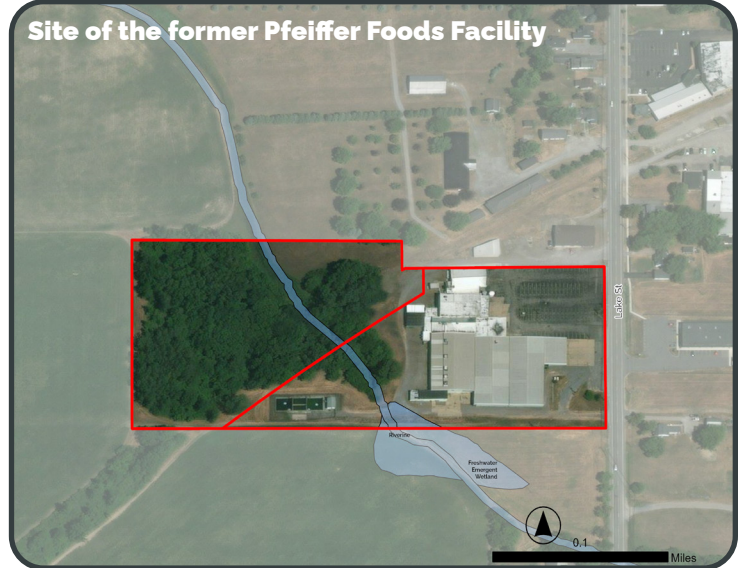 Site of the former Pfeiffer Foods Facility
Lake St
Riverine
Freshwater
Emergent
Wetland
0.1
Miles